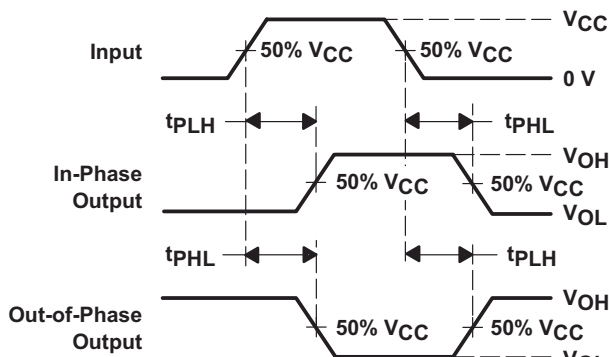 VCC
Input
50% VCC
50% VCC
0 V
tPLH
tPHL
VOH
In-Phase
Output
50% VCC
50% VCC
VOL
tPHL
tPLH
VOH
Out-of-Phase
Output
50% VCC
50% VCC